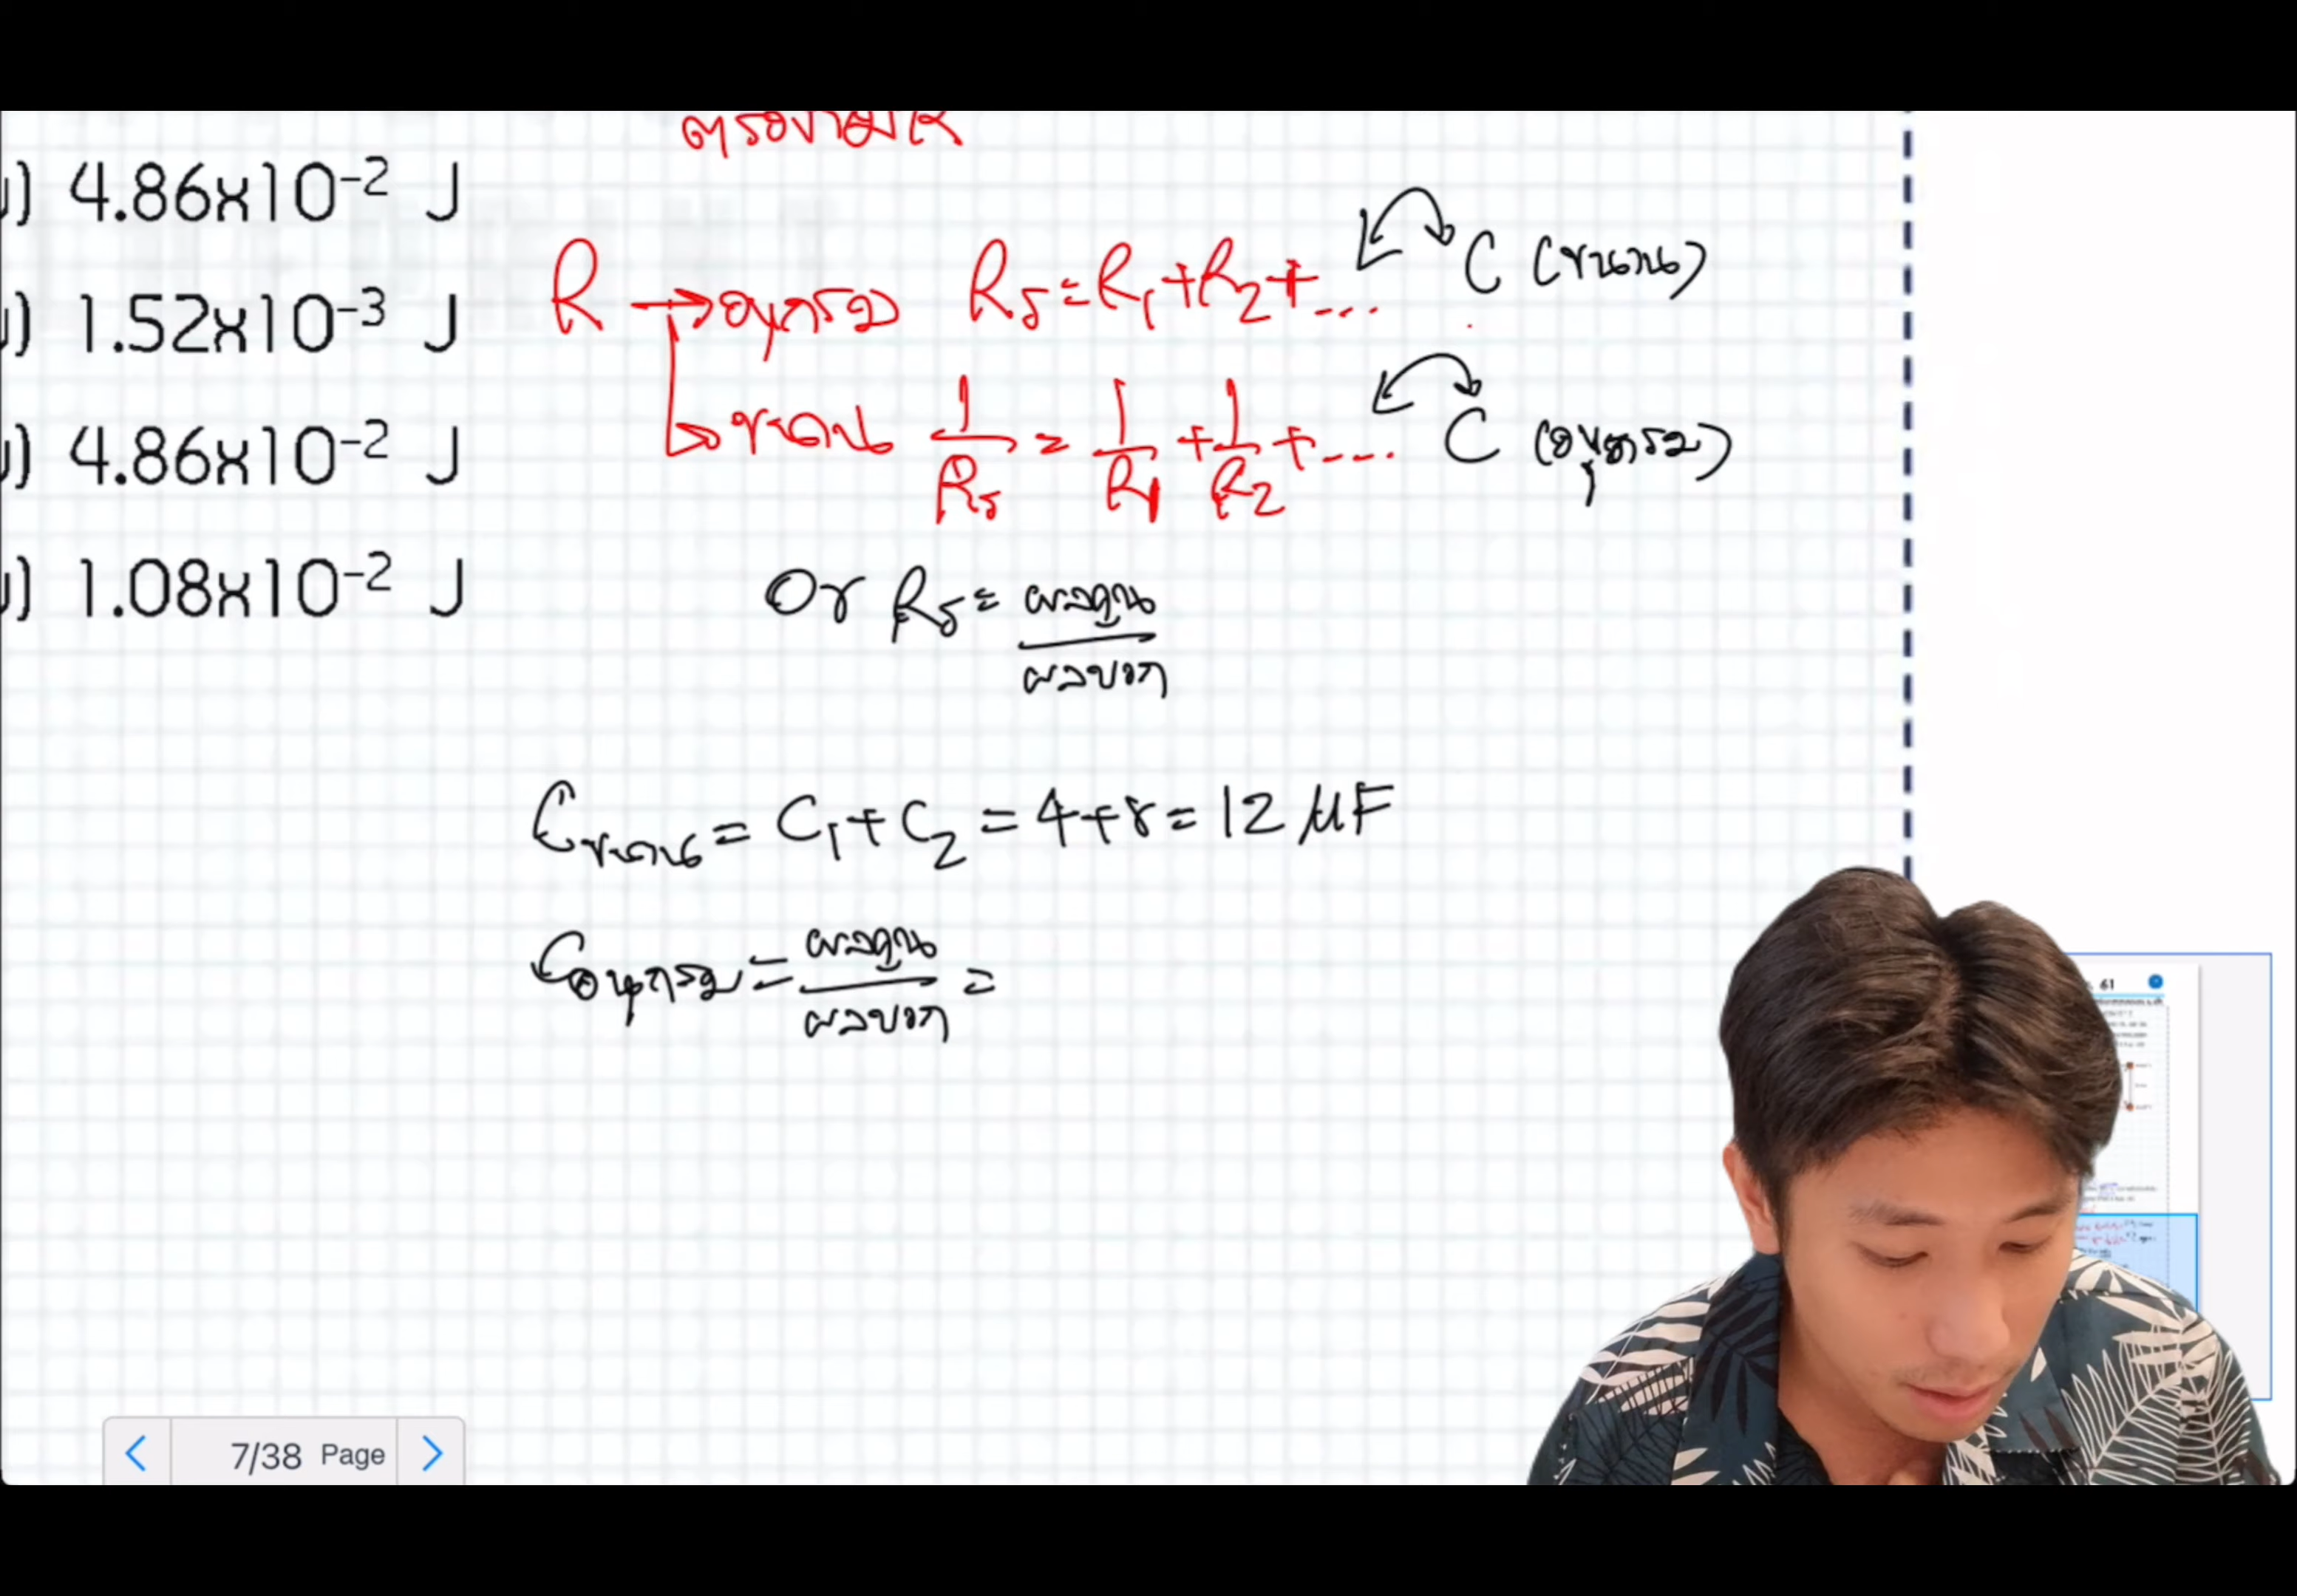 ตรงข้าม R
4.86x10⁻² J
R → อนุกรม Rร = R₁ + R₂ + ... C (ขนาน)
1.52x10⁻³ J
ขนาน 1/Rร = 1/R₁ + 1/R₂ + ... C (อนุกรม)
4.86x10⁻² J
or Rร = ผลคูณ/ผลบวก
1.08x10⁻² J
Cขนาน = C₁ + C₂ = 4+8 = 12 μF
Cอนุกรม = ผลคูณ/ผลบวก =
61
7/38 Page